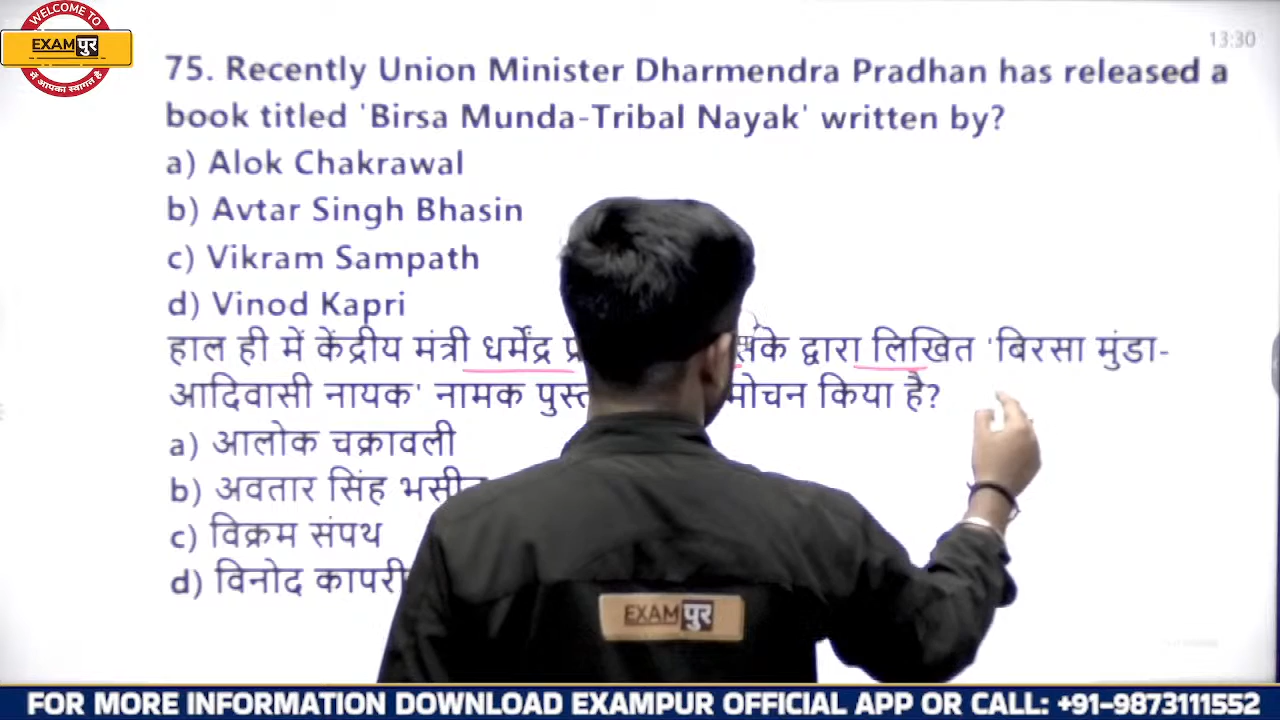 WELCOME TO
EXAMपुर
में आपका स्वागत है
13:30
75. Recently Union Minister Dharmendra Pradhan has released a
book titled 'Birsa Munda-Tribal Nayak' written by?
a) Alok Chakrawal
b) Avtar Singh Bhasin
c) Vikram Sampath
d) Vinod Kapri
हाल ही में केंद्रीय मंत्री धर्मेंद्र के द्वारा लिखित 'बिरसा मुंडा-
आदिवासी नायक' नामक किया है?
a) आलोक चक्रावली
b) अवतार सिंह
c) विक्रम संपथ
d) विनोद कापरी
EXAMपुर
FOR MORE INFORMATION DOWNLOAD EXAMPUR OFFICIAL APP OR CALL: +91-9873111552